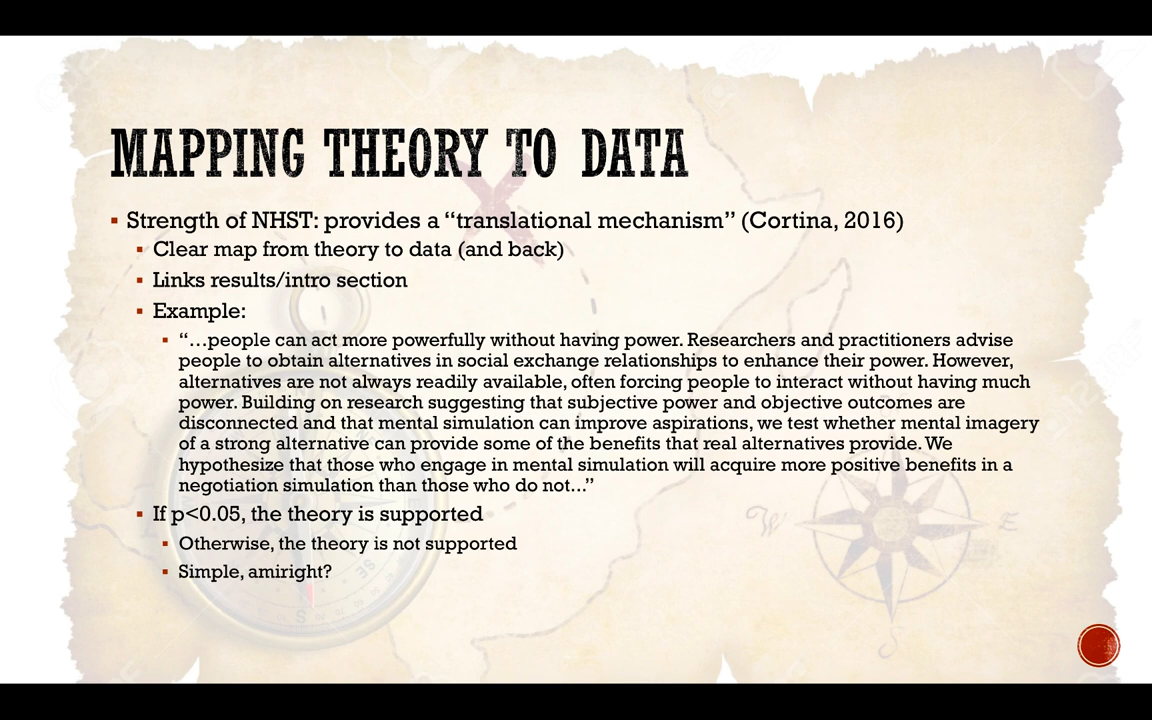 MAPPING THEORY TO DATA
▪ Strength of NHST: provides a “translational mechanism” (Cortina, 2016)
▪ Clear map from theory to data (and back)
▪ Links results/intro section
▪ Example:
▪ “…people can act more powerfully without having power. Researchers and practitioners advise
people to obtain alternatives in social exchange relationships to enhance their power. However,
alternatives are not always readily available, often forcing people to interact without having much
power. Building on research suggesting that subjective power and objective outcomes are
disconnected and that mental simulation can improve aspirations, we test whether mental imagery
of a strong alternative can provide some of the benefits that real alternatives provide. We
hypothesize that those who engage in mental simulation will acquire more positive benefits in a
negotiation simulation than those who do not...”
▪ If p<0.05, the theory is supported
▪ Otherwise, the theory is not supported
▪ Simple, amiright?
W
E
S
SE
S